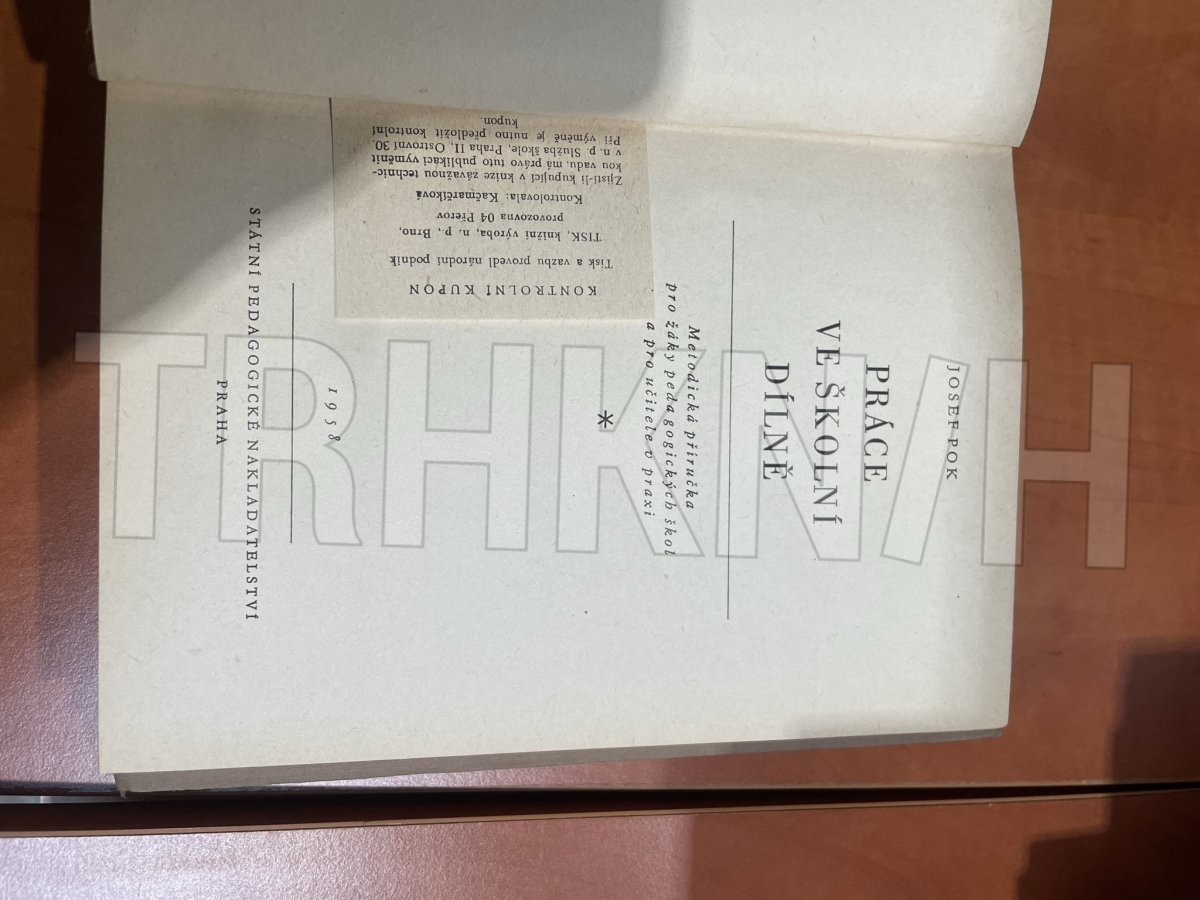 JOSEF POK
PRÁCE
VE ŠKOLNÍ
DÍLNĚ
Metodická příručka
pro žáky pedagogických škol
a pro učitele v praxi
*
1958
STÁTNÍ PEDAGOGICKÉ NAKLADATELSTVÍ
PRAHA
KONTROLNÍ KUPON
Tisk a vazbu provedl národní podnik
TISK, knižní výroba, n. p., Brno,
provozovna 04 Přerov
Kontrolovala: Kačmarčíková
Zjistí-li kupující v knize závažnou technic-
kou vadu, má právo tuto publikaci vyměnit
v n. p. Služba škole, Praha II, Ostrovní 30.
Při výměně je nutno předložit kontrolní
kupon.
TRHKNIH